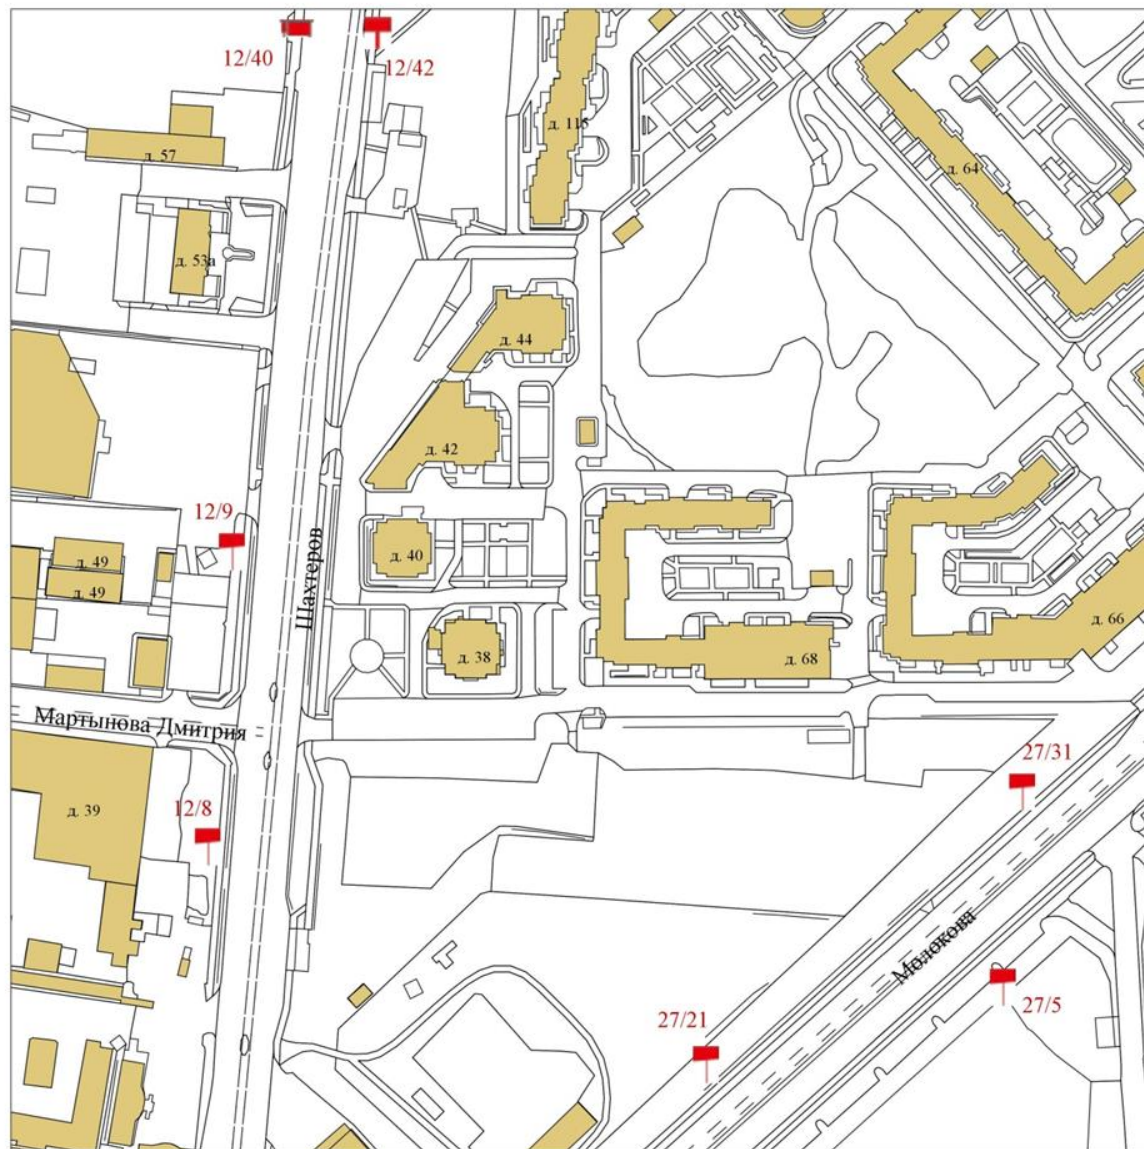 12/40
12/42
д. 57
д. 115
д. 64
д. 53а
д. 44
д. 42
12/9
Шахтеров
д. 40
д. 49
д. 49
д. 66
д. 38
д. 68
Мартынова Дмитрия
27/31
д. 39
12/8
Молокова
27/5
27/21